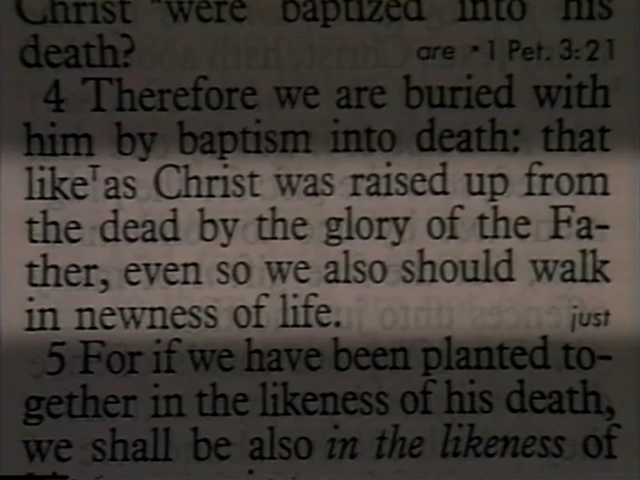 Christ were baptized into his
death? are • 1 Pet. 3:21
4 Therefore we are buried with
him by baptism into death: that
likeᵀas Christ was raised up from
the dead by the glory of the Fa-
ther, even so we also should walk
in newness of life. just
5 For if we have been planted to-
gether in the likeness of his death,
we shall be also in the likeness of